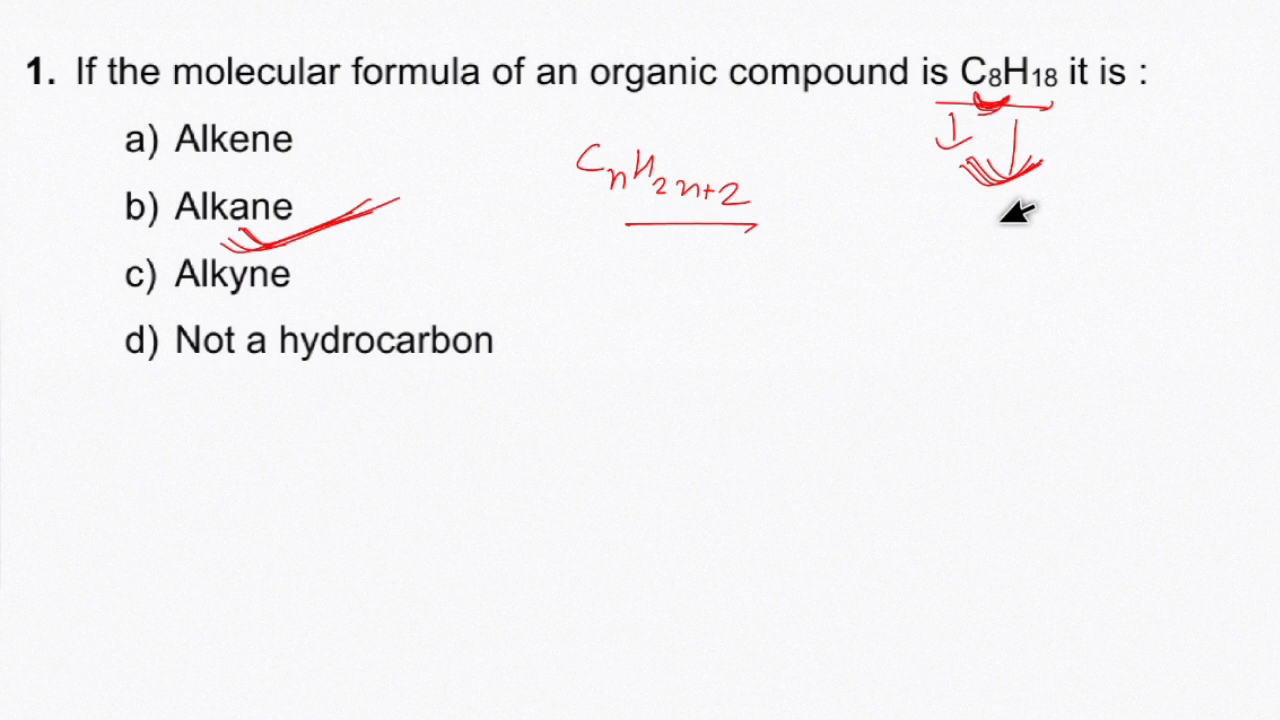 1. If the molecular formula of an organic compound is C₈H₁₈ it is :
a) Alkene
CₙH₂ₙ₊₂
b) Alkane
c) Alkyne
d) Not a hydrocarbon